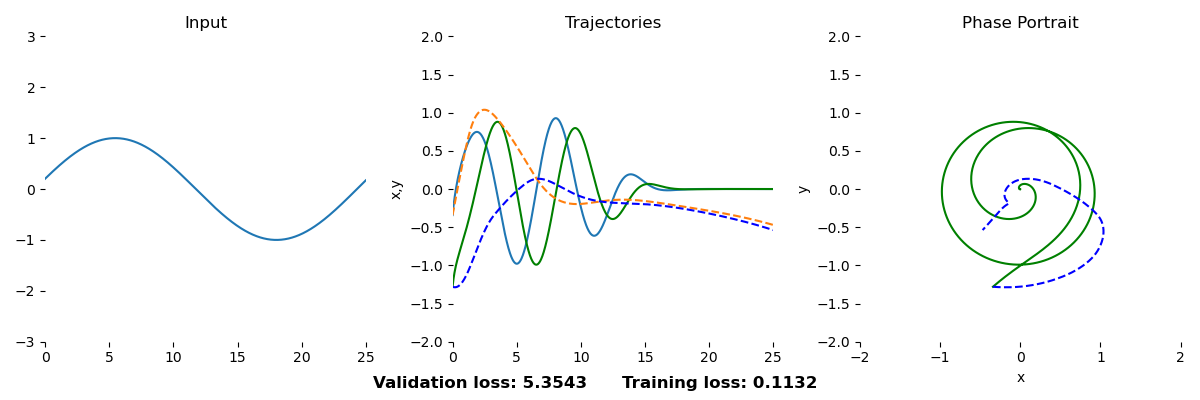 Input
3
2
1
0
−1
−2
−3
0 5 10 15 20 25
Trajectories
x,y
2.0
1.5
1.0
0.5
0.0
−0.5
−1.0
−1.5
−2.0
0 5 10 15 20 25
Phase Portrait
y
2.0
1.5
1.0
0.5
0.0
−0.5
−1.0
−1.5
−2.0
−2 −1 0 1 2
x
Validation loss: 5.3543 Training loss: 0.1132